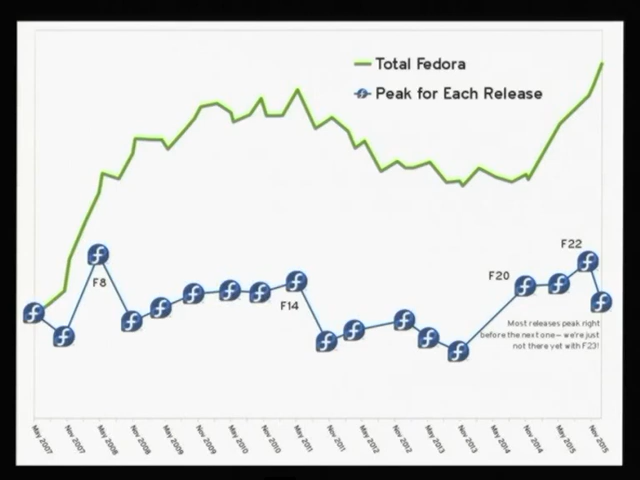 Total Fedora
Peak for Each Release
F8
F14
F20
F22
Most releases peak right
before the next one — we're just
not there yet with F23!
May 2007
Nov 2007
May 2008
Nov 2008
May 2009
Nov 2009
May 2010
Nov 2010
May 2011
Nov 2011
May 2012
Nov 2012
May 2013
Nov 2013
May 2014
Nov 2014
May 2015
Nov 2015